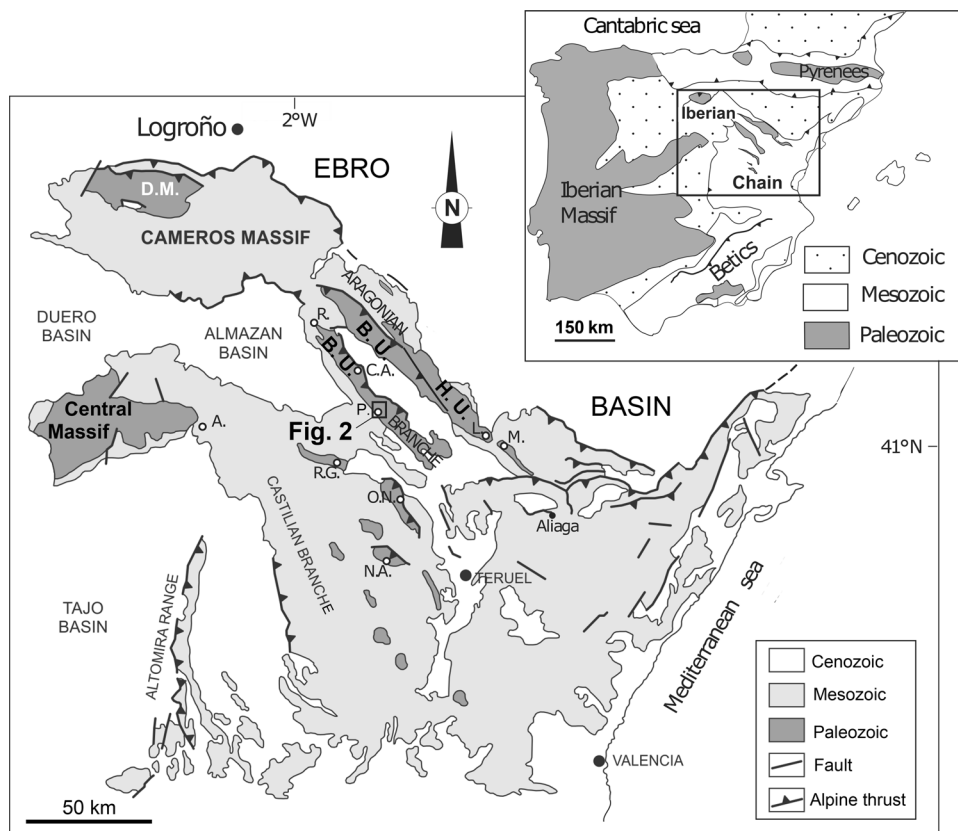 Cantabric sea
Pyrenees
Iberian
Chain
Iberian
Massif
Betics
Cenozoic
Mesozoic
Paleozoic
150 km
2°W
Logroño
EBRO
D.M.
N
CAMEROS MASSIF
ARAGONIAN
DUERO
BASIN
ALMAZAN
BASIN
R.
B. U.
B. U.
C.A.
H. U.
BASIN
Central
Massif
A.
P.
Fig. 2
BRANCHE
L.
M.
41°N
R.G.
CASTILIAN BRANCHE
O.N.
Aliaga
N.A.
TERUEL
TAJO
BASIN
ALTOMIRA RANGE
Mediterranean sea
VALENCIA
50 km
Cenozoic
Mesozoic
Paleozoic
Fault
Alpine thrust